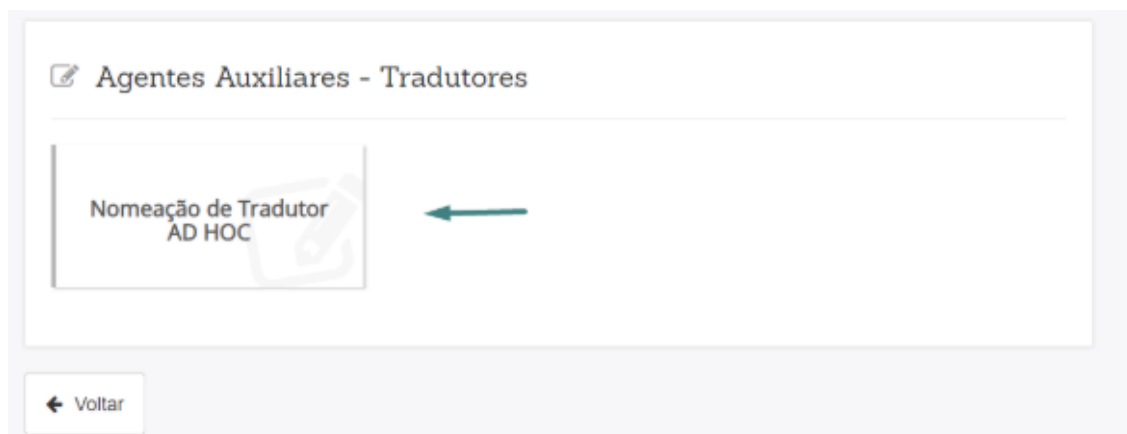 Agentes Auxiliares - Tradutores
Nomeação de Tradutor
AD HOC
Voltar